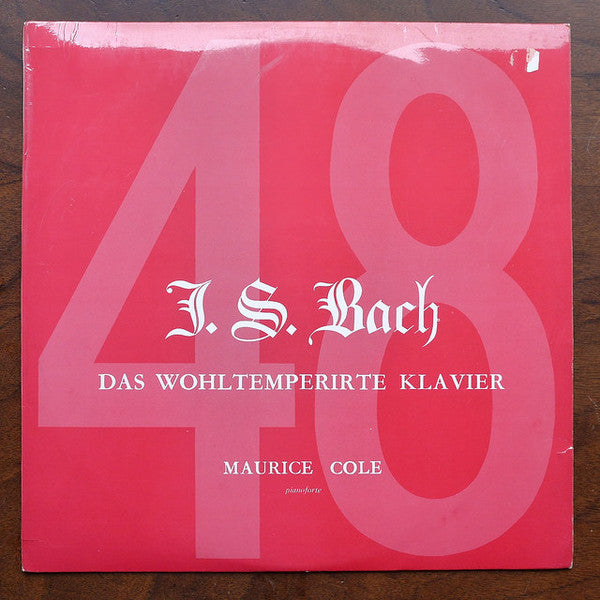 48
J. S. Bach
DAS WOHLTEMPERIRTE KLAVIER
MAURICE COLE
pianoforte